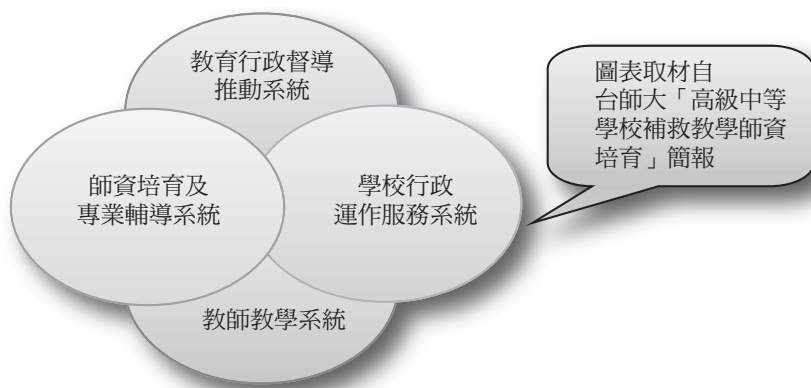 教育行政督導
推動系統
師資培育及
專業輔導系統
學校行政
運作服務系統
教師教學系統
圖表取材自
台師大「高級中等
學校補救教學師資
培育」簡報